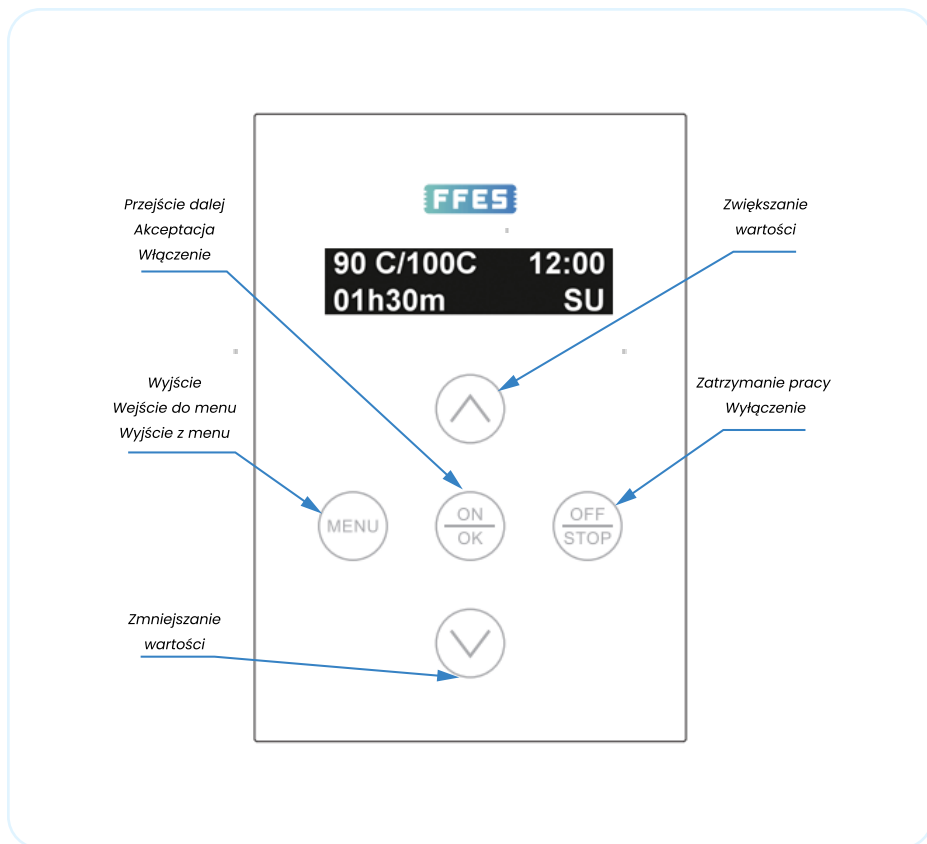 FFES
Przejście dalej
Akceptacja
Włączenie
Zwiększanie
wartości
90 C/100C 12:00
01h30m SU
Wyjście
Wejście do menu
Wyjście z menu
Zatrzymanie pracy
Wyłączenie
MENU
ON
OK
OFF
STOP
Zmniejszanie
wartości